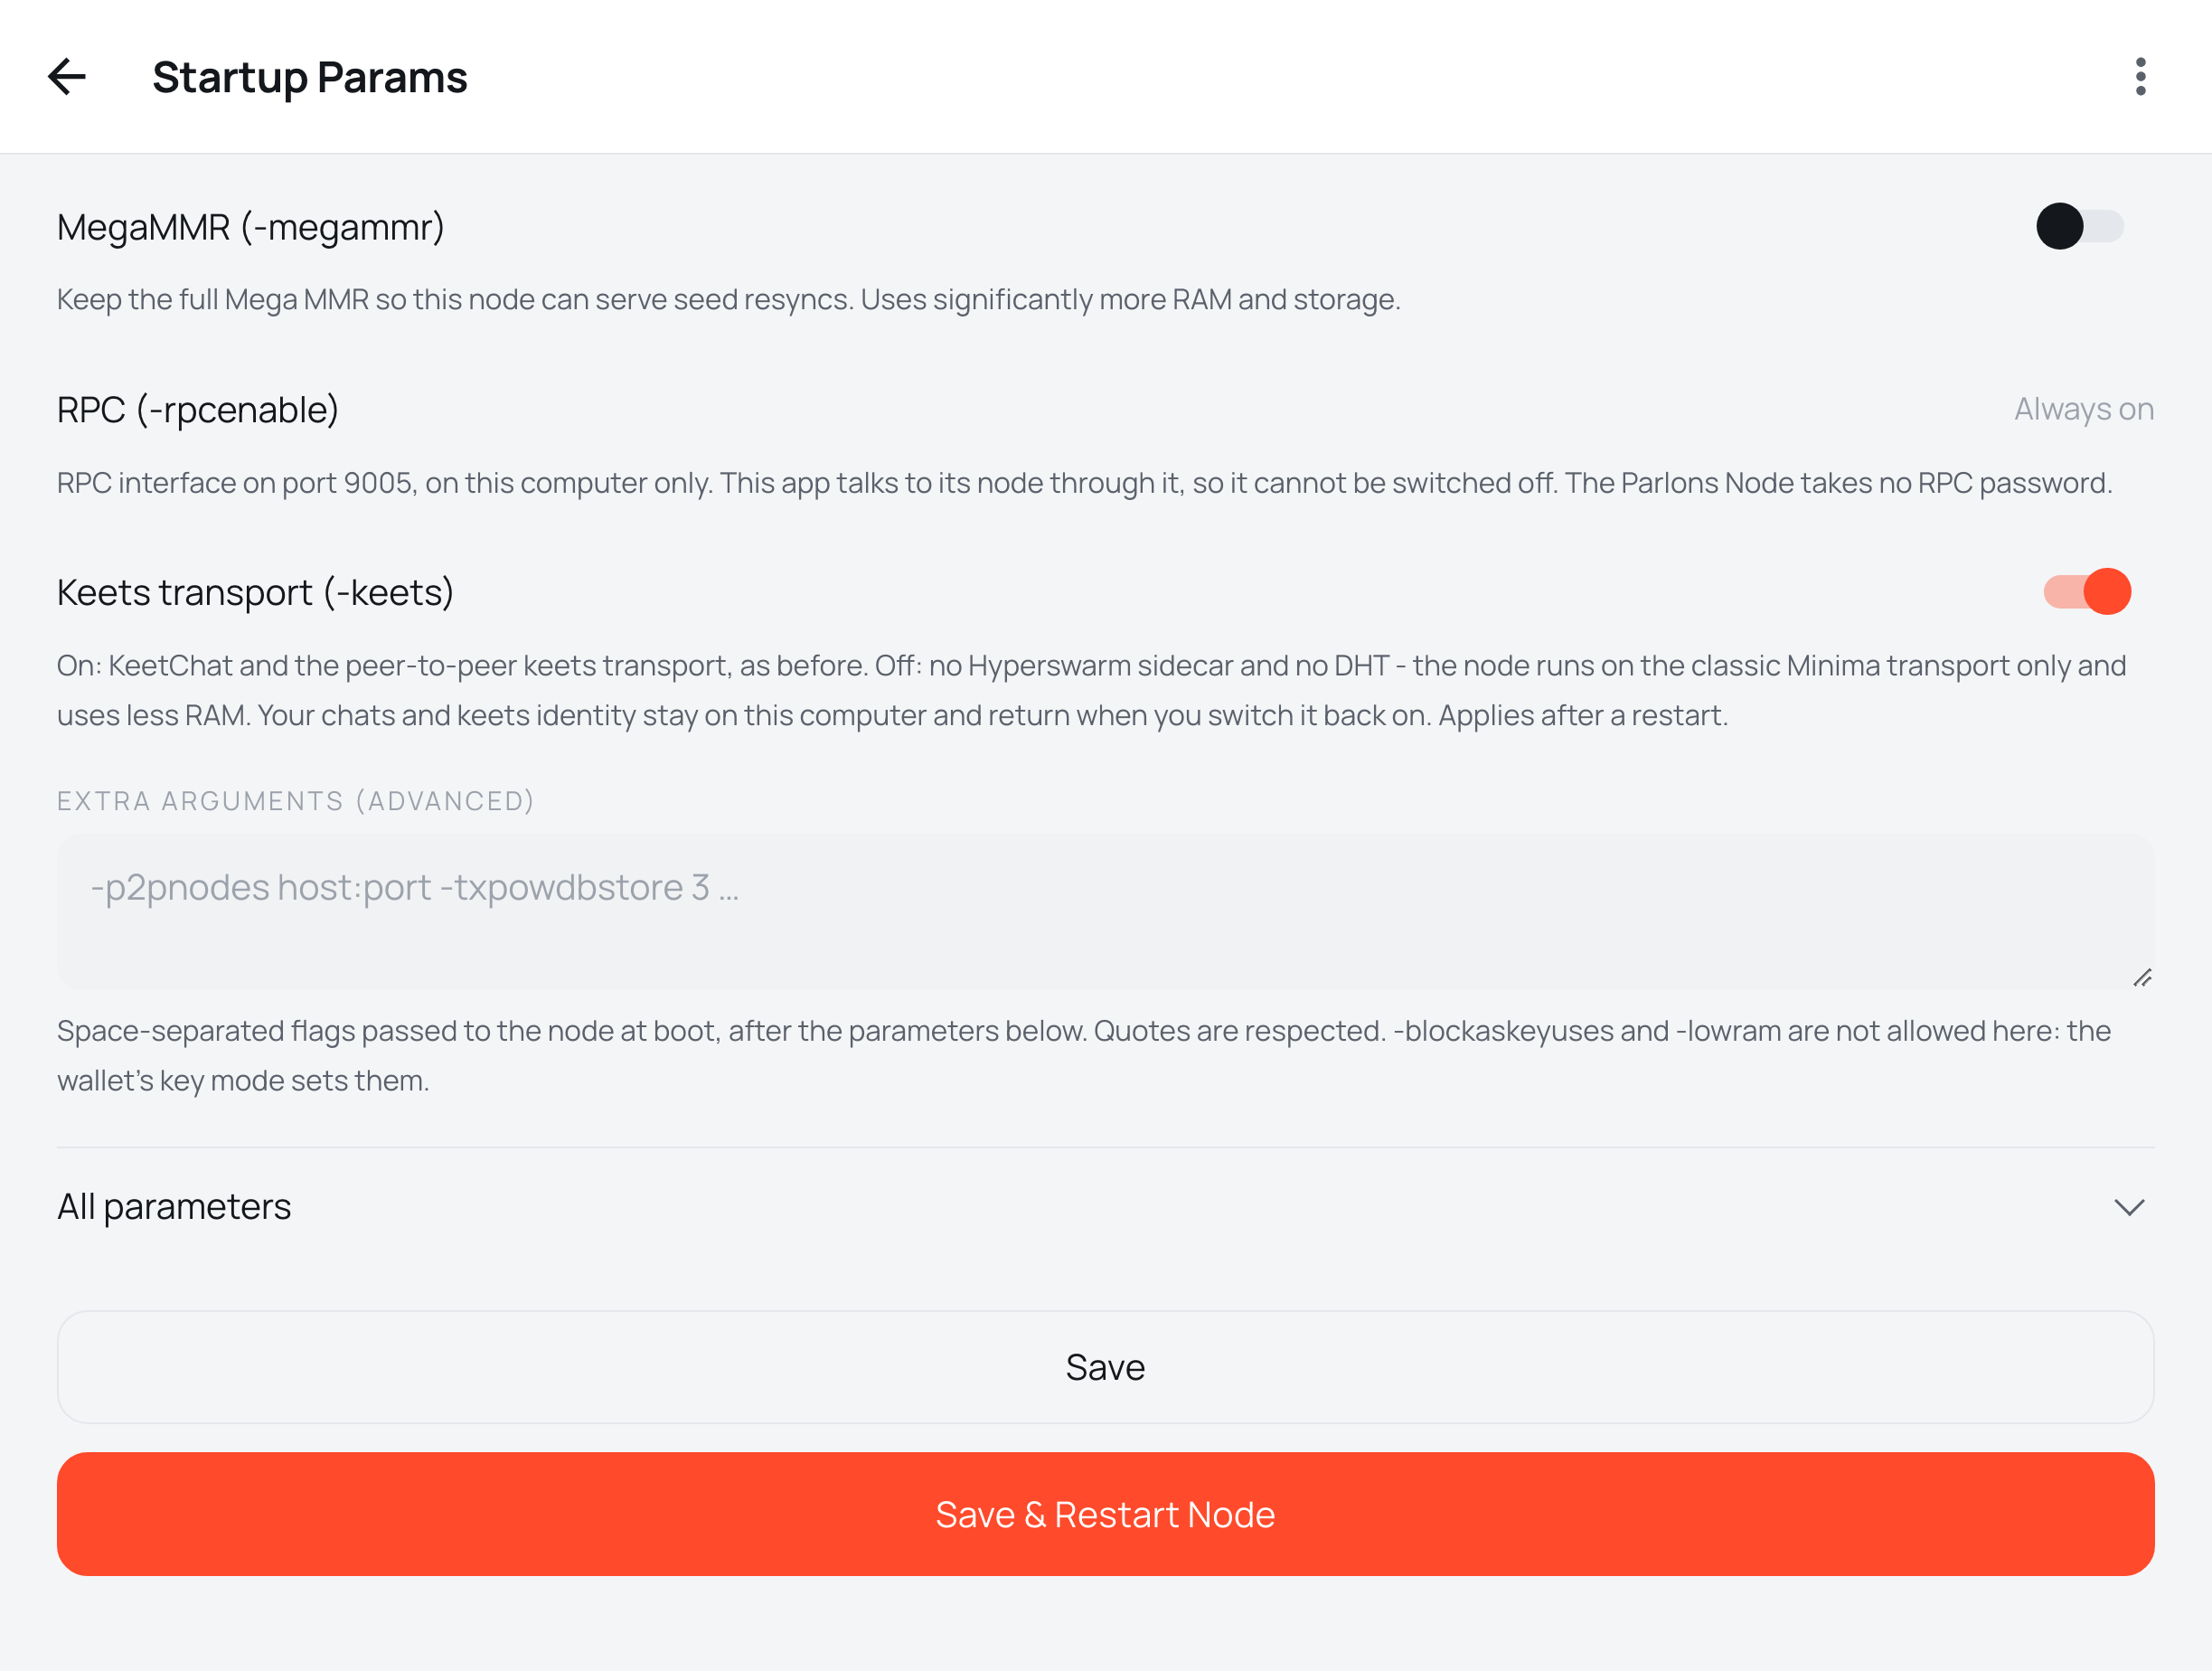 Startup Params
MegaMMR (-megammr)
Keep the full Mega MMR so this node can serve seed resyncs. Uses significantly more RAM and storage.
RPC (-rpcenable)
Always on
RPC interface on port 9005, on this computer only. This app talks to its node through it, so it cannot be switched off. The Parlons Node takes no RPC password.
Keets transport (-keets)
On: KeetChat and the peer-to-peer keets transport, as before. Off: no Hyperswarm sidecar and no DHT - the node runs on the classic Minima transport only and
uses less RAM. Your chats and keets identity stay on this computer and return when you switch it back on. Applies after a restart.
EXTRA ARGUMENTS (ADVANCED)
-p2pnodes host:port -txpowdbstore 3 ...
Space-separated flags passed to the node at boot, after the parameters below. Quotes are respected. -blockaskeyuses and -lowram are not allowed here: the
wallet’s key mode sets them.
All parameters
Save
Save & Restart Node